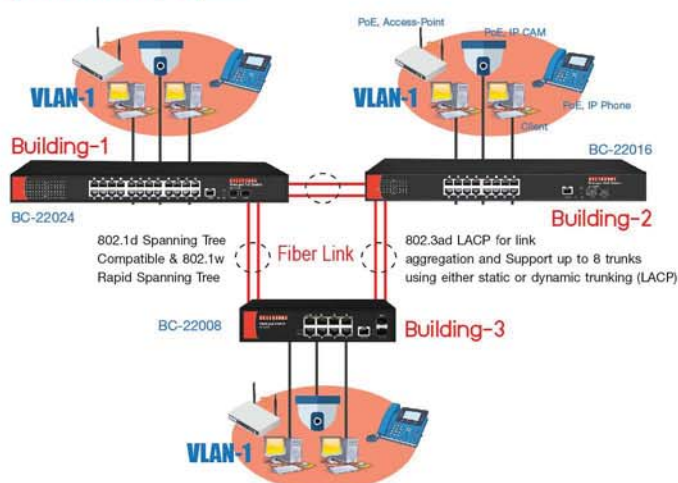 PoE, Access-Point
PoE, IP CAM
VLAN-1
VLAN-1
PoE, IP Phone
Client
Building-1
BC-22016
BC-22024
Building-2
802.1d Spanning Tree
Compatible & 802.1w
Rapid Spanning Tree
Fiber Link
802.3ad LACP for link
aggregation and Support up to 8 trunks
using either static or dynamic trunking (LACP)
BC-22008
Building-3
VLAN-1